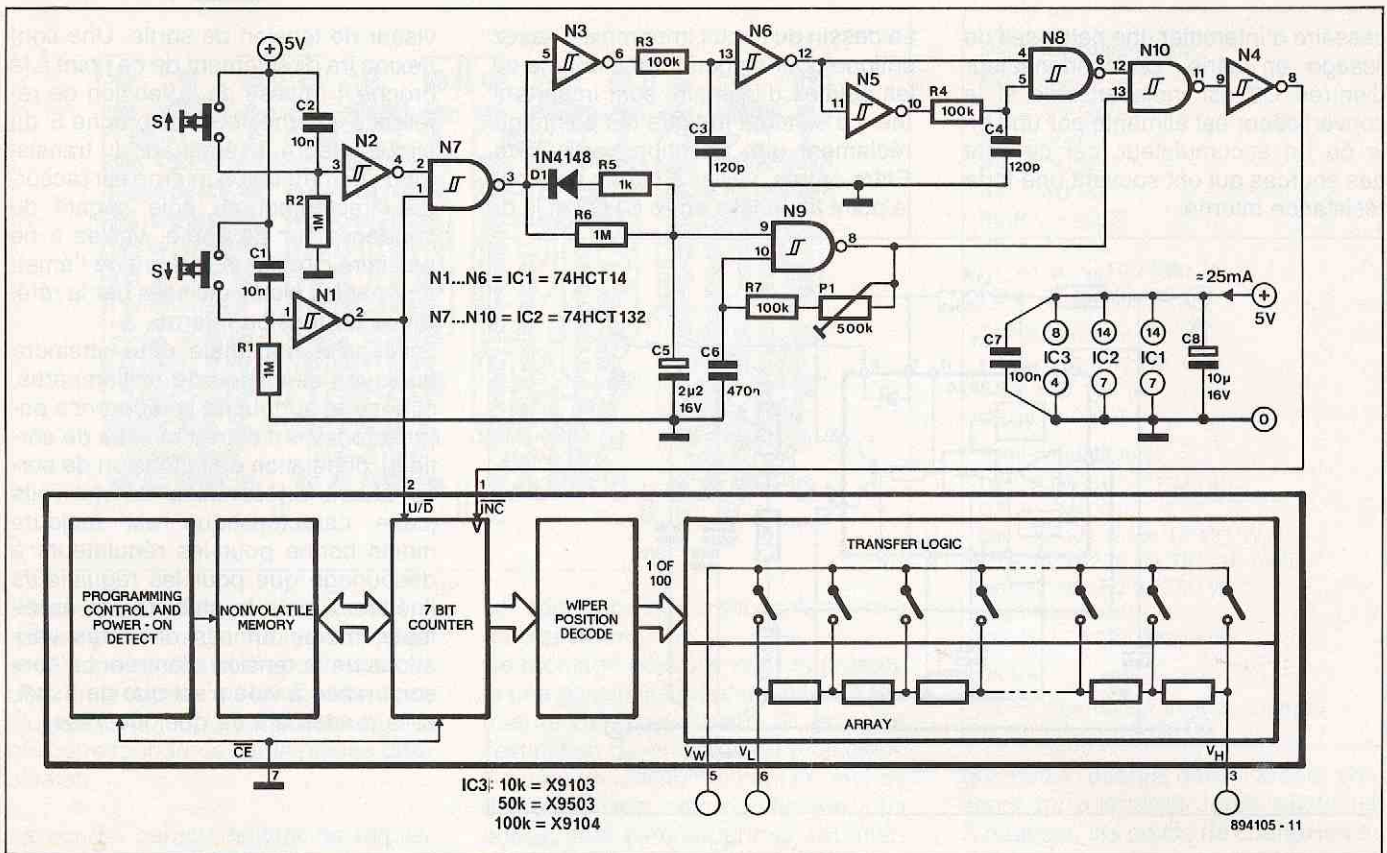 5V
S↑
C2
10n
N2
3 4
R2
1M
S↓
C1
10n
N1
1 2
R1
1M
N7
2
1
3
1N4148
D1
R5
1k
R6
1M
N3
5 6
R3
100k
C3
120p
N6
13 12
N5
11 10
R4
100k
C4
120p
N8
4
5
6
N10
12
13
11
N4
9 8
N9
9
10
8
R7
100k
P1
500k
C5
2µ2
16V
C6
470n
N1...N6 = IC1 = 74HCT14
N7...N10 = IC2 = 74HCT132
≈ 25mA
5V
C7
100n
8 14 14
IC3 IC2 IC1
4 7 7
C8
10µ
16V
0
2 1
U/D̅
I̅N̅C̅
PROGRAMMING
CONTROL AND
POWER - ON
DETECT
NONVOLATILE
MEMORY
7 BIT
COUNTER
WIPER
POSITION
DECODE
1 OF
100
TRANSFER LOGIC
ARRAY
C̅E̅
7
VW VL VH
5 6 3
IC3: 10k = X9103
50k = X9503
100k = X9104
894105 - 11